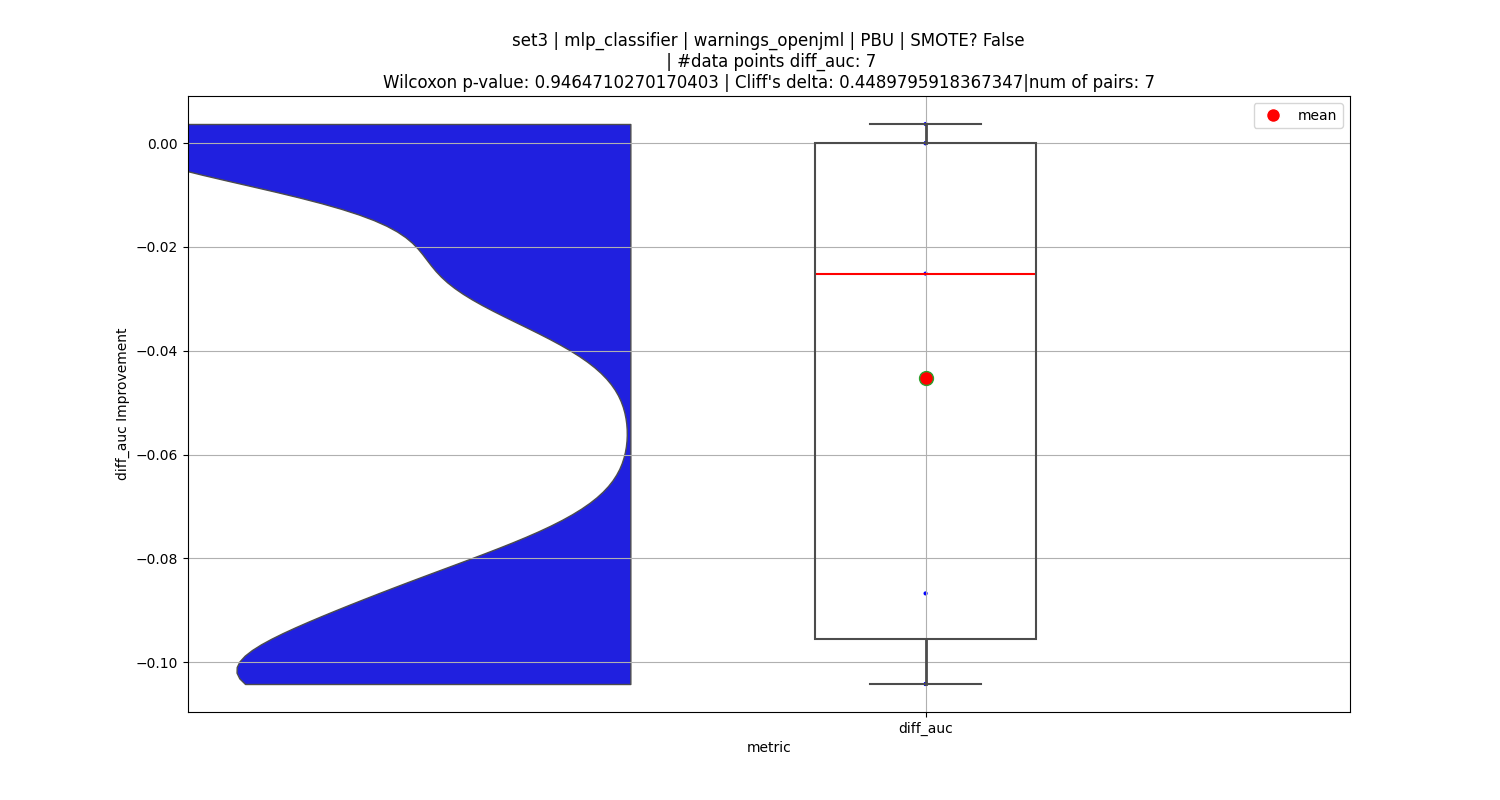 set3 | mlp_classifier | warnings_openjml | PBU | SMOTE? False
| #data points diff_auc: 7
Wilcoxon p-value: 0.9464710270170403 | Cliff's delta: 0.4489795918367347|num of pairs: 7
mean
0.00
−0.02
−0.04
−0.06
−0.08
−0.10
diff_auc Improvement
diff_auc
metric